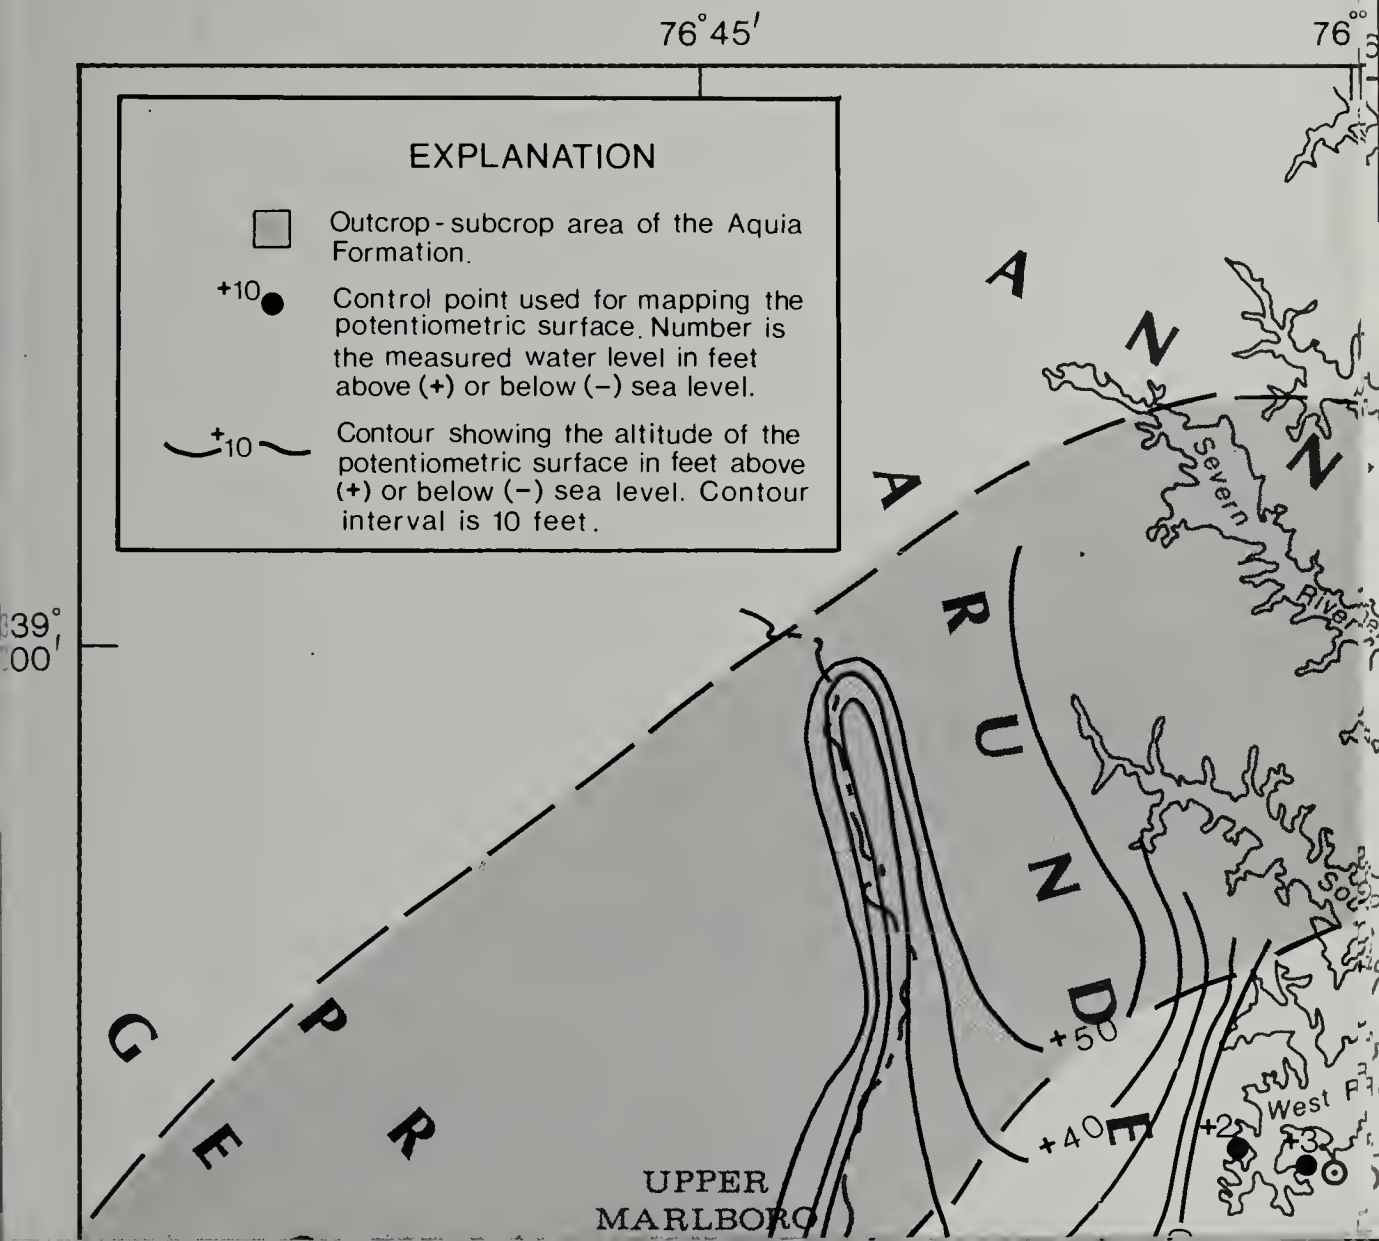 76°45'
76°
EXPLANATION
Outcrop-subcrop area of the Aquia
Formation.
+10
Control point used for mapping the
potentiometric surface. Number is
the measured water level in feet
above (+) or below (-) sea level.
+10
Contour showing the altitude of the
potentiometric surface in feet above
(+) or below (-) sea level. Contour
interval is 10 feet.
39°
00'
A N N
A R U N D E
Severn
River
G E
P R
+50
+40
West
+2
+3
UPPER
MARLBORO